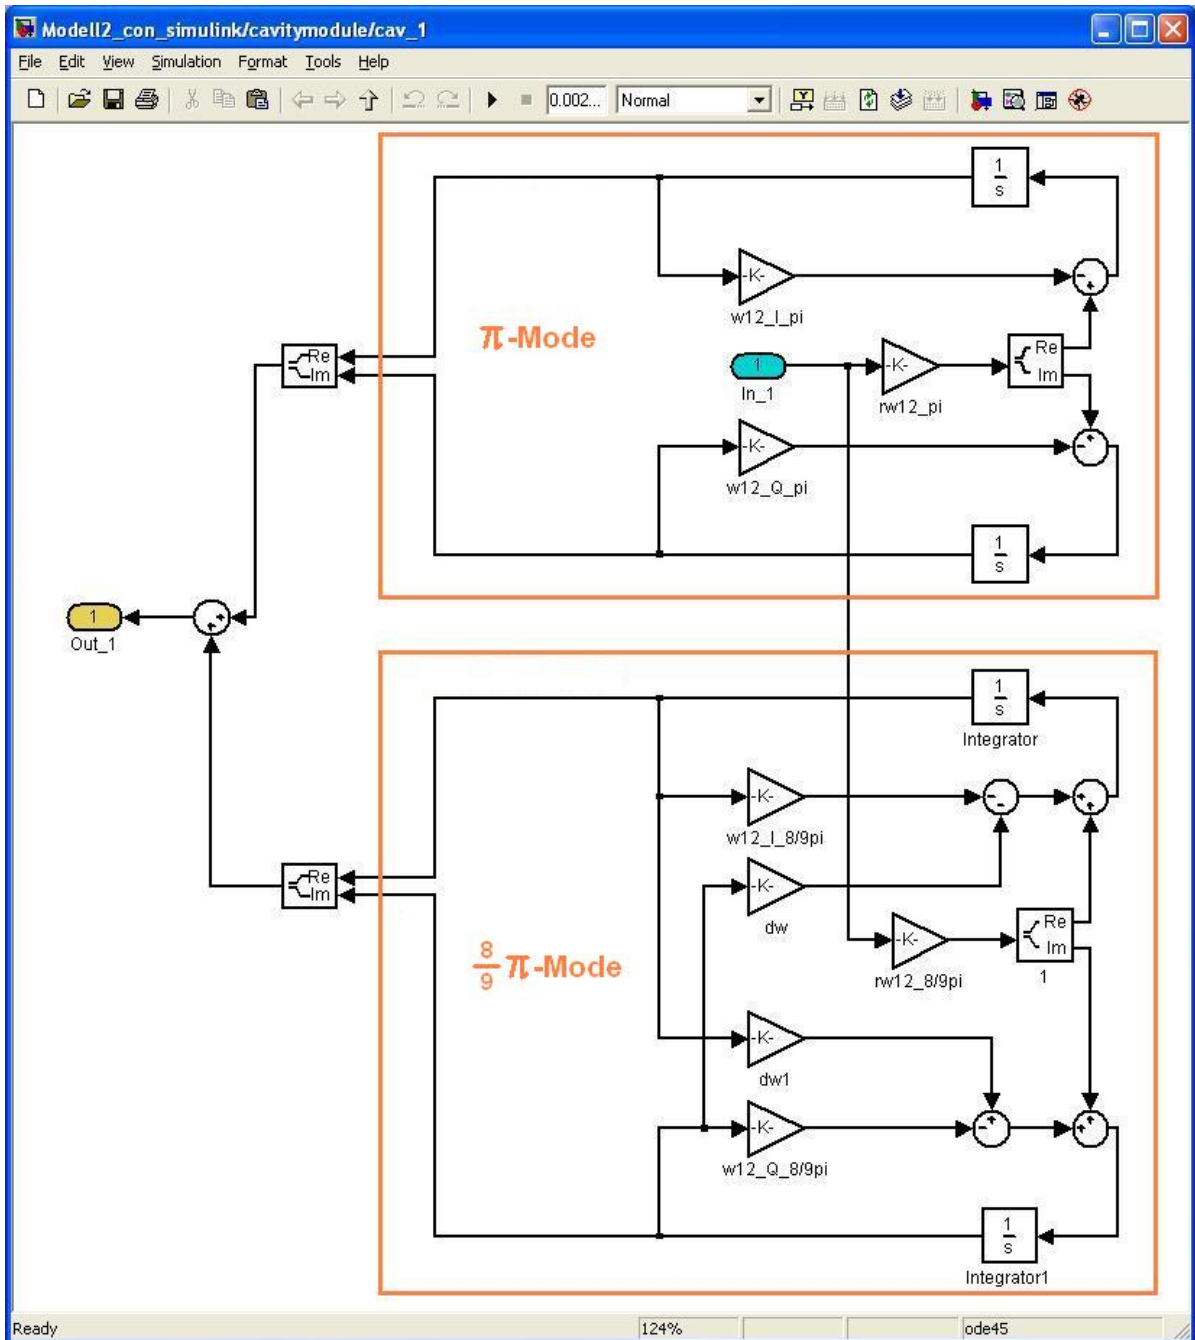 Modell2_con_simulink/cavitymodule/cav_1
File Edit View Simulation Format Tools Help
0.002... Normal
1
s
-K-
w12_I_pi
π-Mode
Re
Im
1
In_1
-K-
rw12_pi
Re
Im
-K-
w12_Q_pi
1
s
1
Out_1
1
s
Integrator
-K-
w12_I_8/9pi
Re
Im
-K-
dw
8
9
π-Mode
-K-
rw12_8/9pi
Re
Im
1
-K-
dw1
-K-
w12_Q_8/9pi
1
s
Integrator1
Ready 124% ode45